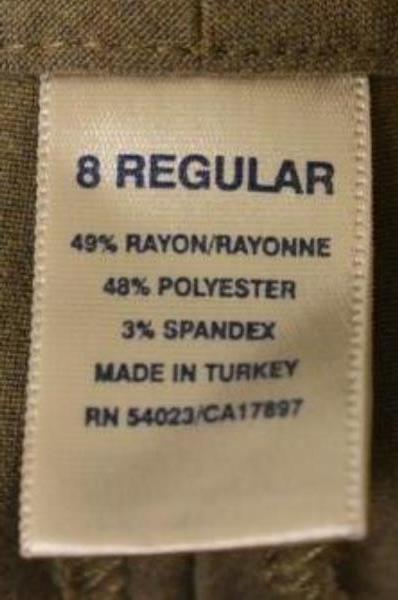 8 REGULAR
49% RAYON/RAYONNE
48% POLYESTER
3% SPANDEX
MADE IN TURKEY
RN 54023/CA17897